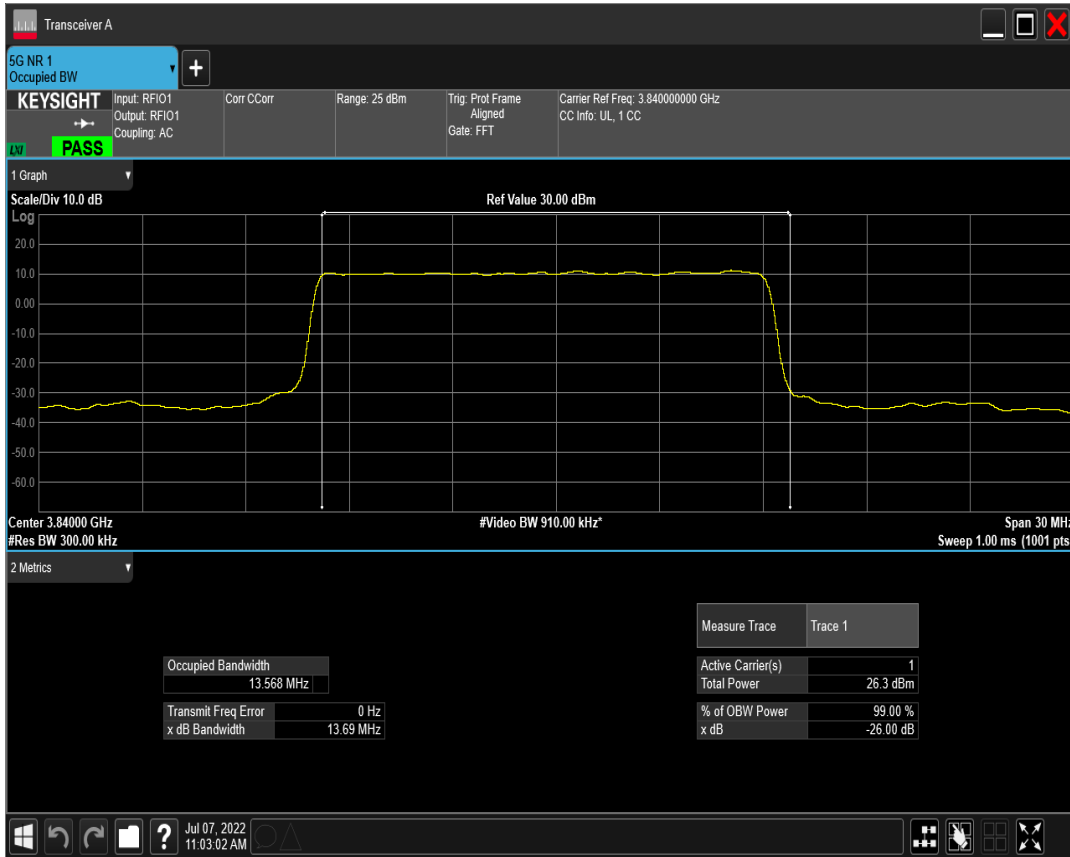 Transceiver A
5G NR 1
Occupied BW
+
KEYSIGHT
LXI
PASS
Input: RFIO1
Output: RFIO1
Coupling: AC
Corr CCorr
Range: 25 dBm
Trig: Prot Frame
Aligned
Gate: FFT
Carrier Ref Freq: 3.840000000 GHz
CC Info: UL, 1 CC
1 Graph
Scale/Div 10.0 dB
Ref Value 30.00 dBm
Log
20.0
10.0
0.00
-10.0
-20.0
-30.0
-40.0
-50.0
-60.0
Center 3.84000 GHz
#Video BW 910.00 kHz*
Span 30 MHz
#Res BW 300.00 kHz
Sweep 1.00 ms (1001 pts
2 Metrics
Measure Trace Trace 1
Occupied Bandwidth
13.568 MHz
Active Carrier(s) 1
Total Power 26.3 dBm
Transmit Freq Error 0 Hz
x dB Bandwidth 13.69 MHz
% of OBW Power 99.00 %
x dB -26.00 dB
?
Jul 07, 2022
11:03:02 AM